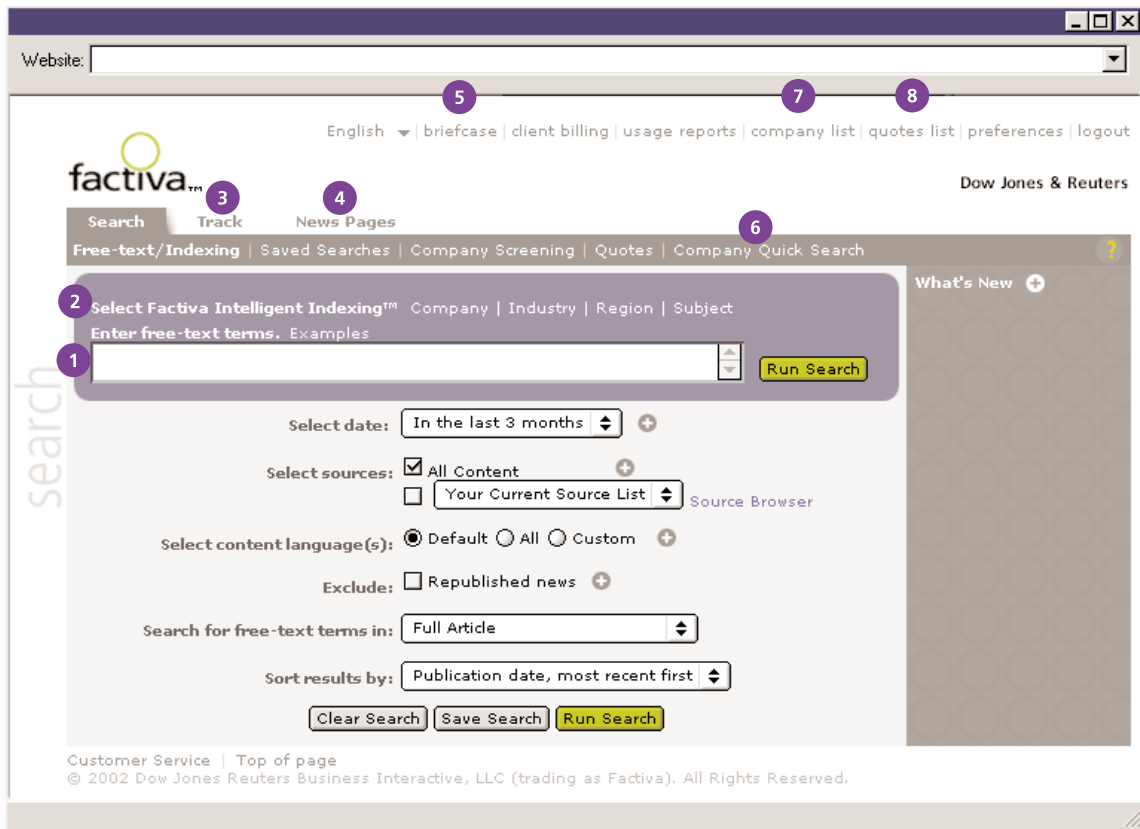 Website:
5 7 8
English | briefcase | client billing | usage reports | company list | quotes list | preferences | logout
factiva™
Dow Jones & Reuters
3 4
Search Track News Pages
6
Free-text/Indexing | Saved Searches | Company Screening | Quotes | Company Quick Search ?
What's New
2 Select Factiva Intelligent Indexing™ Company | Industry | Region | Subject
Enter free-text terms. Examples
1
Run Search
search
Select date: In the last 3 months
Select sources: All Content
Your Current Source List Source Browser
Select content language(s): Default All Custom
Exclude: Republished news
Search for free-text terms in: Full Article
Sort results by: Publication date, most recent first
Clear Search Save Search Run Search
Customer Service | Top of page
© 2002 Dow Jones Reuters Business Interactive, LLC (trading as Factiva). All Rights Reserved.